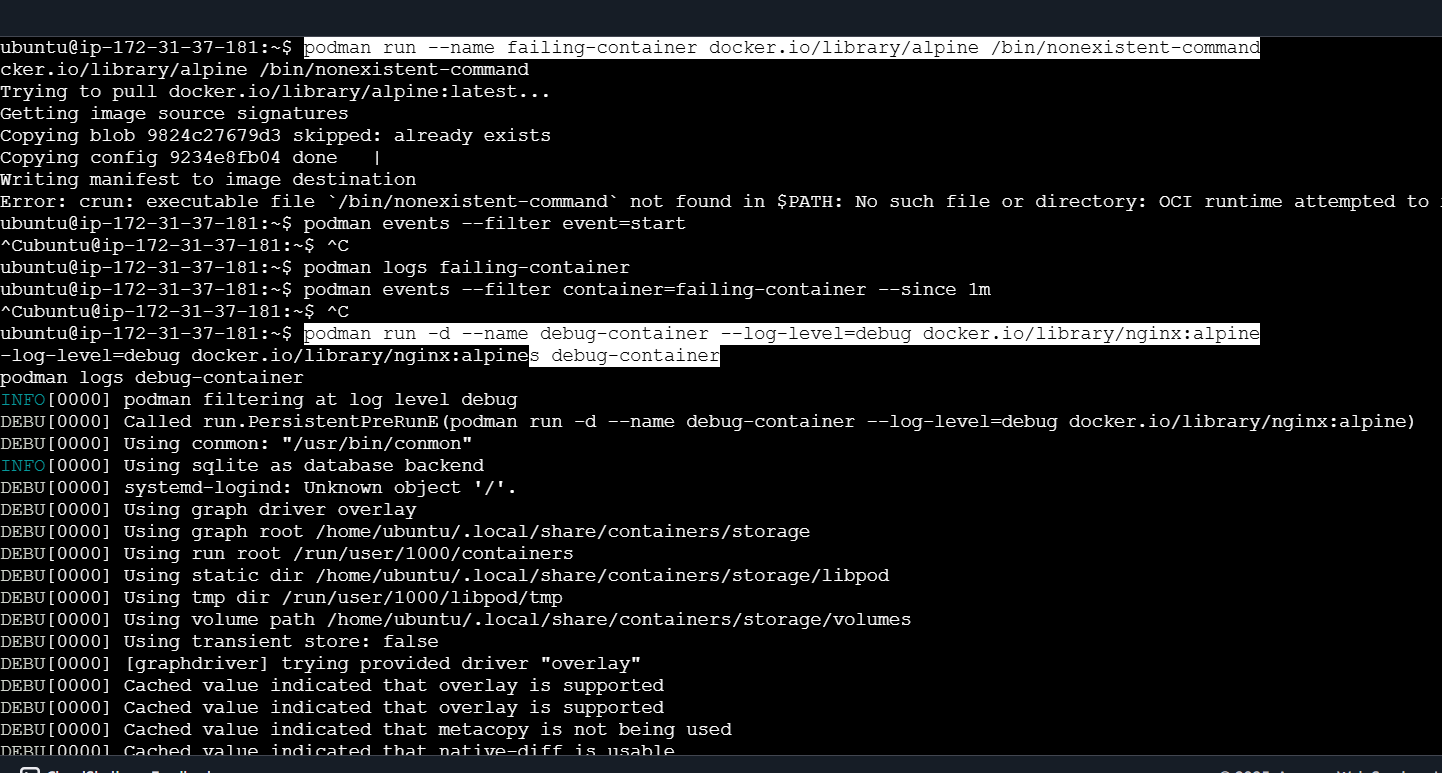 ubuntu@ip-172-31-37-181:~$ podman run --name failing-container docker.io/library/alpine /bin/nonexistent-command
cker.io/library/alpine /bin/nonexistent-command
Trying to pull docker.io/library/alpine:latest...
Getting image source signatures
Copying blob 9824c27679d3 skipped: already exists
Copying config 9234e8fb04 done   |
Writing manifest to image destination
Error: crun: executable file `/bin/nonexistent-command` not found in $PATH: No such file or directory: OCI runtime attempted to
ubuntu@ip-172-31-37-181:~$ podman events --filter event=start
^Cubuntu@ip-172-31-37-181:~$ ^C
ubuntu@ip-172-31-37-181:~$ podman logs failing-container
ubuntu@ip-172-31-37-181:~$ podman events --filter container=failing-container --since 1m
^Cubuntu@ip-172-31-37-181:~$ ^C
ubuntu@ip-172-31-37-181:~$ podman run -d --name debug-container --log-level=debug docker.io/library/nginx:alpine
-log-level=debug docker.io/library/nginx:alpines debug-container
podman logs debug-container
INFO[0000] podman filtering at log level debug
DEBU[0000] Called run.PersistentPreRunE(podman run -d --name debug-container --log-level=debug docker.io/library/nginx:alpine)
DEBU[0000] Using conmon: "/usr/bin/conmon"
INFO[0000] Using sqlite as database backend
DEBU[0000] systemd-logind: Unknown object '/'.
DEBU[0000] Using graph driver overlay
DEBU[0000] Using graph root /home/ubuntu/.local/share/containers/storage
DEBU[0000] Using run root /run/user/1000/containers
DEBU[0000] Using static dir /home/ubuntu/.local/share/containers/storage/libpod
DEBU[0000] Using tmp dir /run/user/1000/libpod/tmp
DEBU[0000] Using volume path /home/ubuntu/.local/share/containers/storage/volumes
DEBU[0000] Using transient store: false
DEBU[0000] [graphdriver] trying provided driver "overlay"
DEBU[0000] Cached value indicated that overlay is supported
DEBU[0000] Cached value indicated that overlay is supported
DEBU[0000] Cached value indicated that metacopy is not being used
DEBU[0000] Cached value indicated that native-diff is usable